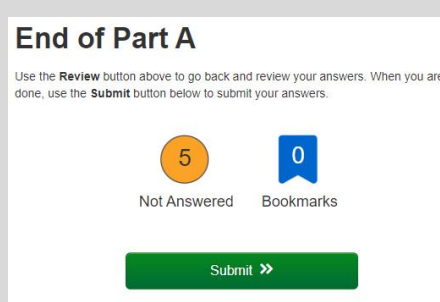 End of Part A
Use the Review button above to go back and review your answers. When you are
done, use the Submit button below to submit your answers.
5
0
Not Answered
Bookmarks
Submit »